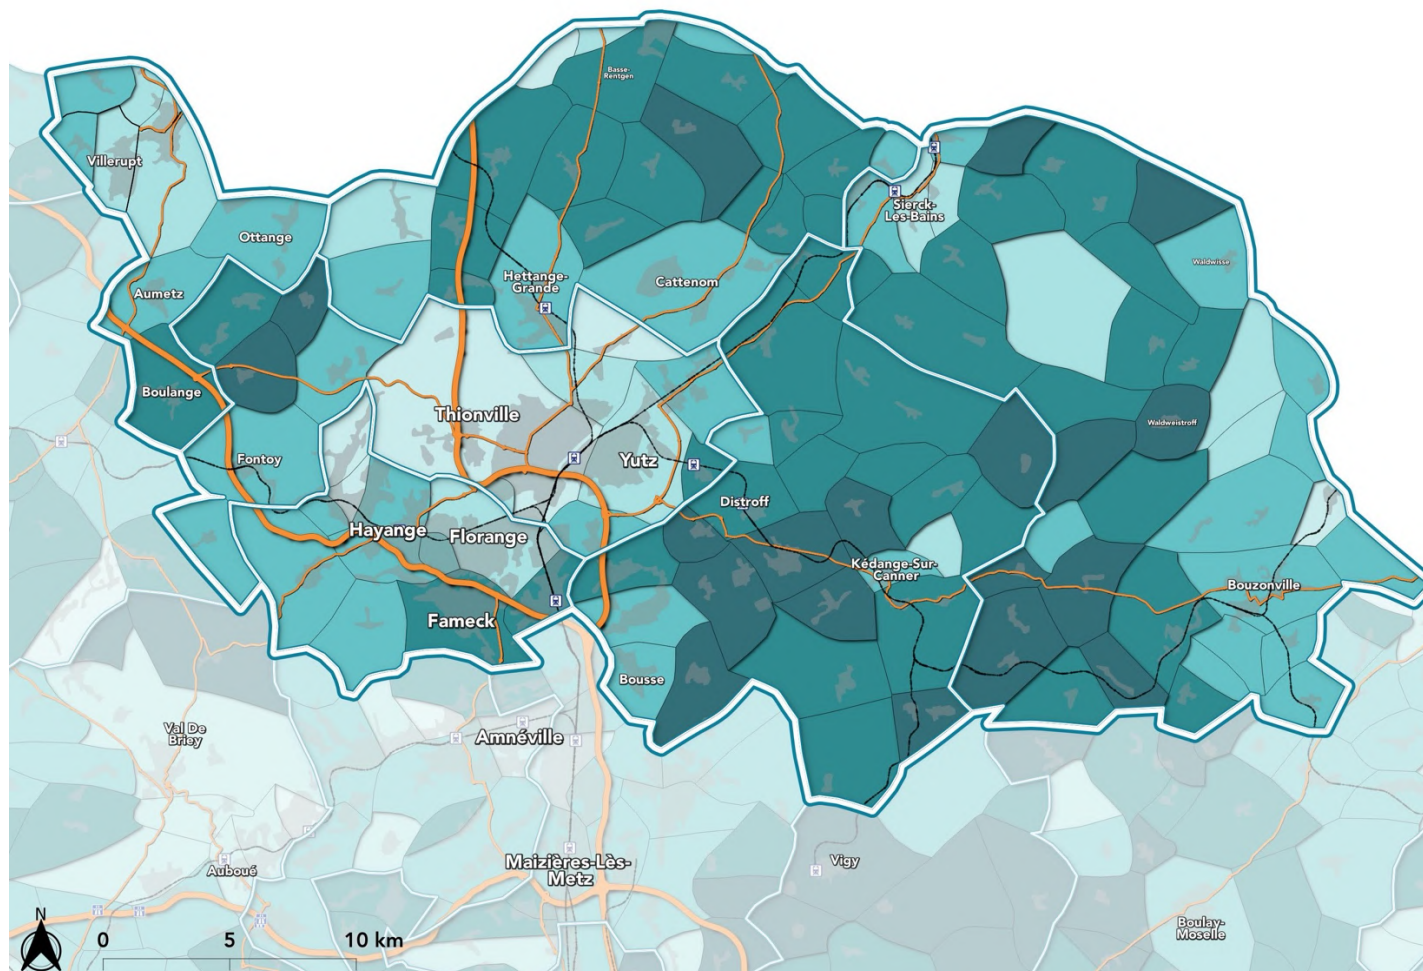 Basse-
Rentgen
Villerupt
Sierck-
Les-Bains
Ottange
Waldwisse
Hettange-
Grande
Cattenom
Aumetz
Boulange
Thionville
Waldweistroff
Fontoy
Yutz
Distroff
Hayange
Florange
Kédange-Sur-
Canner
Bouzonville
Fameck
Bousse
Val De
Briey
Amnéville
Maizières-Lès-
Metz
Vigy
Auboué
Boulay-
Moselle
N
0 5 10 km